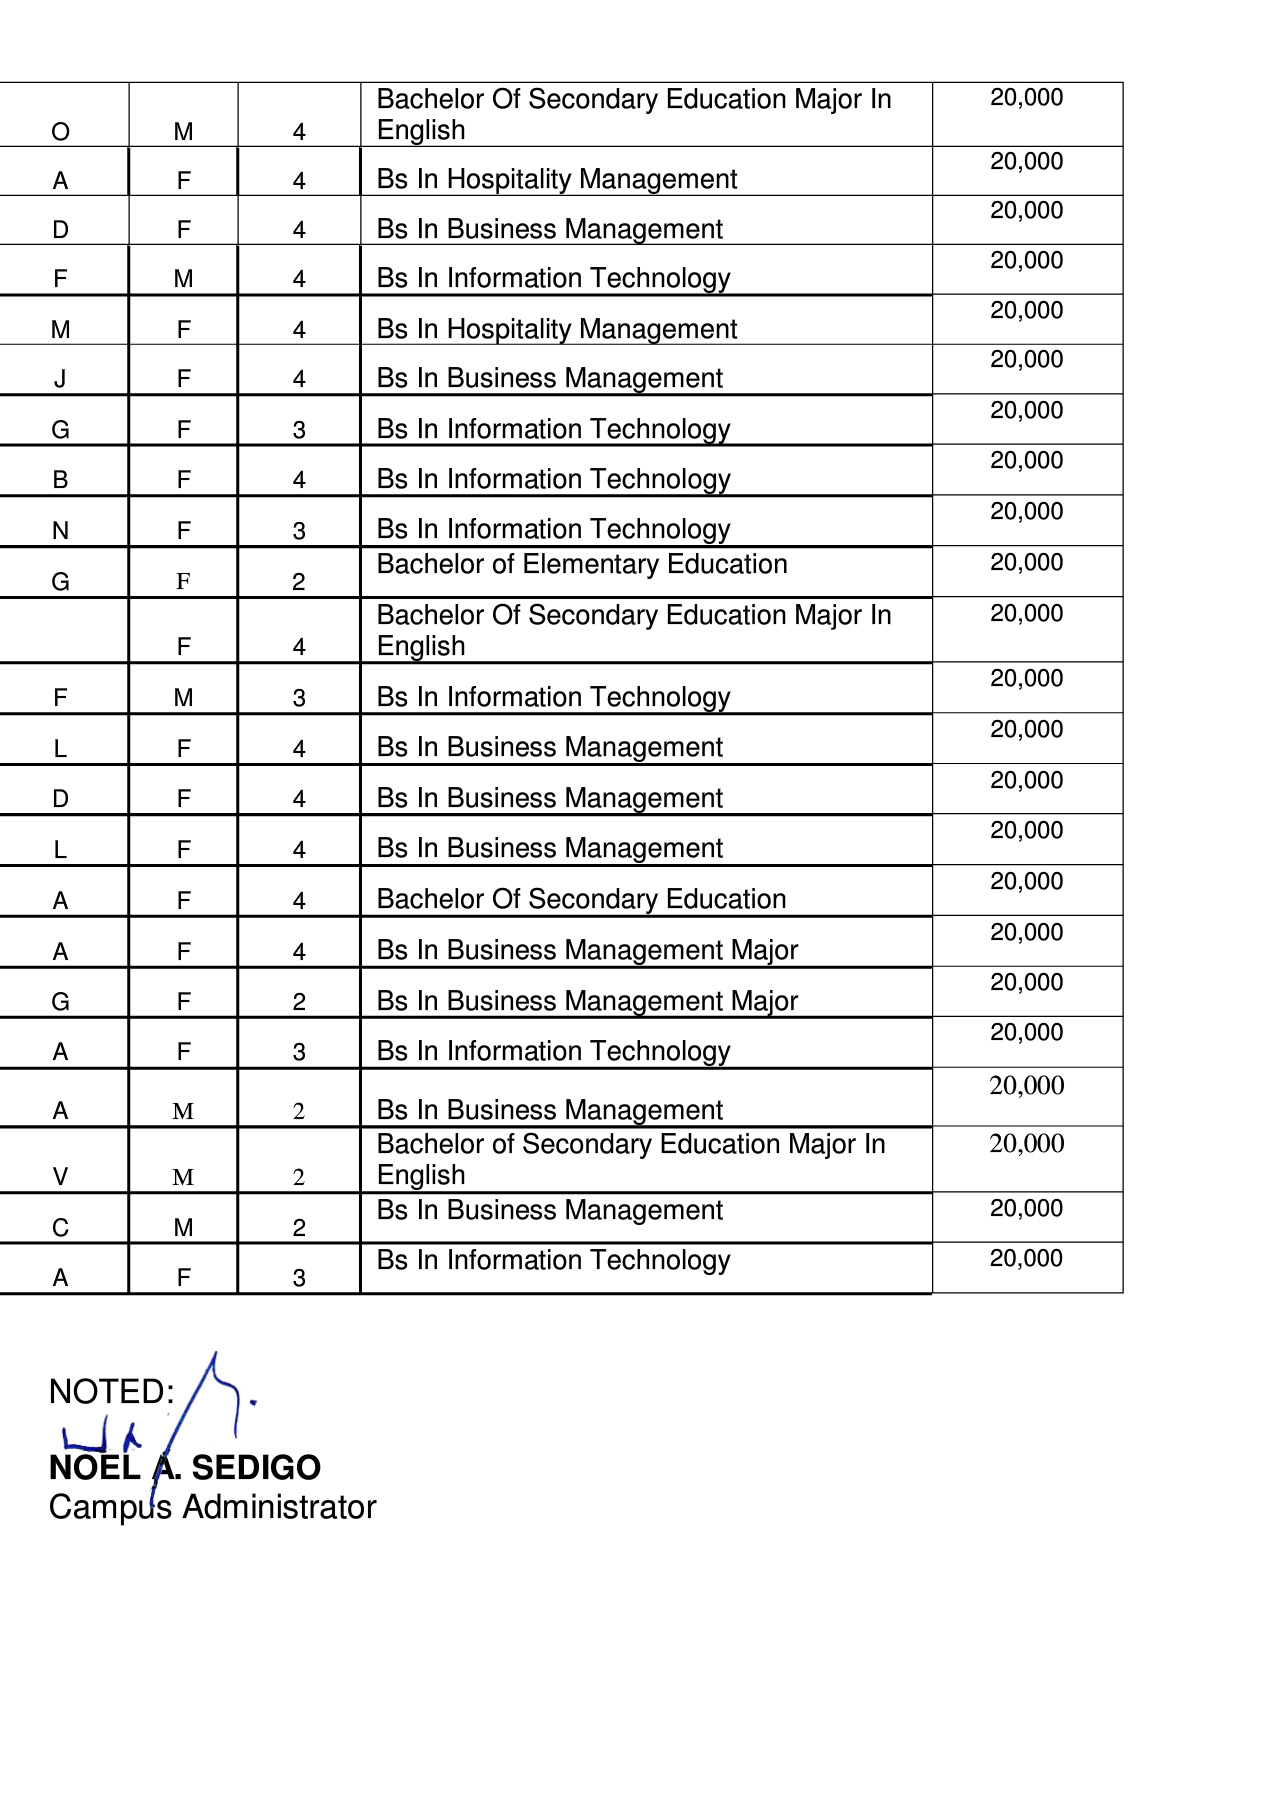 O M 4 Bachelor Of Secondary Education Major In 20,000
English
A F 4 Bs In Hospitality Management 20,000
D F 4 Bs In Business Management 20,000
F M 4 Bs In Information Technology 20,000
M F 4 Bs In Hospitality Management 20,000
J F 4 Bs In Business Management 20,000
G F 3 Bs In Information Technology 20,000
B F 4 Bs In Information Technology 20,000
N F 3 Bs In Information Technology 20,000
G F 2 Bachelor of Elementary Education 20,000
F 4 Bachelor Of Secondary Education Major In 20,000
English
F M 3 Bs In Information Technology 20,000
L F 4 Bs In Business Management 20,000
D F 4 Bs In Business Management 20,000
L F 4 Bs In Business Management 20,000
A F 4 Bachelor Of Secondary Education 20,000
A F 4 Bs In Business Management Major 20,000
G F 2 Bs In Business Management Major 20,000
A F 3 Bs In Information Technology 20,000
A M 2 Bs In Business Management 20,000
V M 2 Bachelor of Secondary Education Major In 20,000
English
C M 2 Bs In Business Management 20,000
A F 3 Bs In Information Technology 20,000
NOTED:
NOEL A. SEDIGO
Campus Administrator